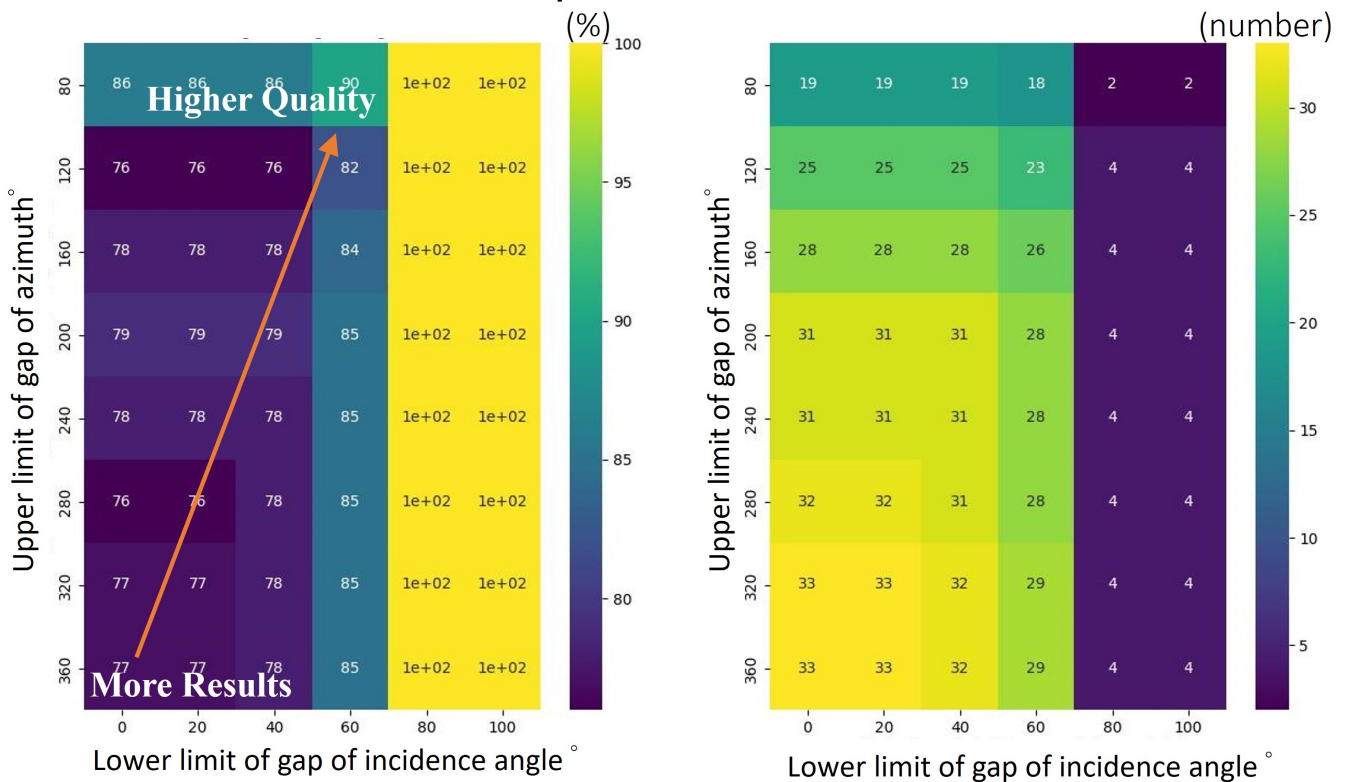 (%)
(number)
Higher Quality
More Results
Upper limit of gap of azimuth°
80 86 86 86 90 1e+02 1e+02
120 76 76 76 82 1e+02 1e+02
160 78 78 78 84 1e+02 1e+02
200 79 79 79 85 1e+02 1e+02
240 78 78 78 85 1e+02 1e+02
280 76 76 78 85 1e+02 1e+02
320 77 77 78 85 1e+02 1e+02
360 77 77 78 85 1e+02 1e+02
0 20 40 60 80 100
Lower limit of gap of incidence angle °
100
95
90
85
80
Upper limit of gap of azimuth°
80 19 19 19 18 2 2
120 25 25 25 23 4 4
160 28 28 28 26 4 4
200 31 31 31 28 4 4
240 31 31 31 28 4 4
280 32 32 31 28 4 4
320 33 33 32 29 4 4
360 33 33 32 29 4 4
0 20 40 60 80 100
Lower limit of gap of incidence angle °
30
25
20
15
10
5